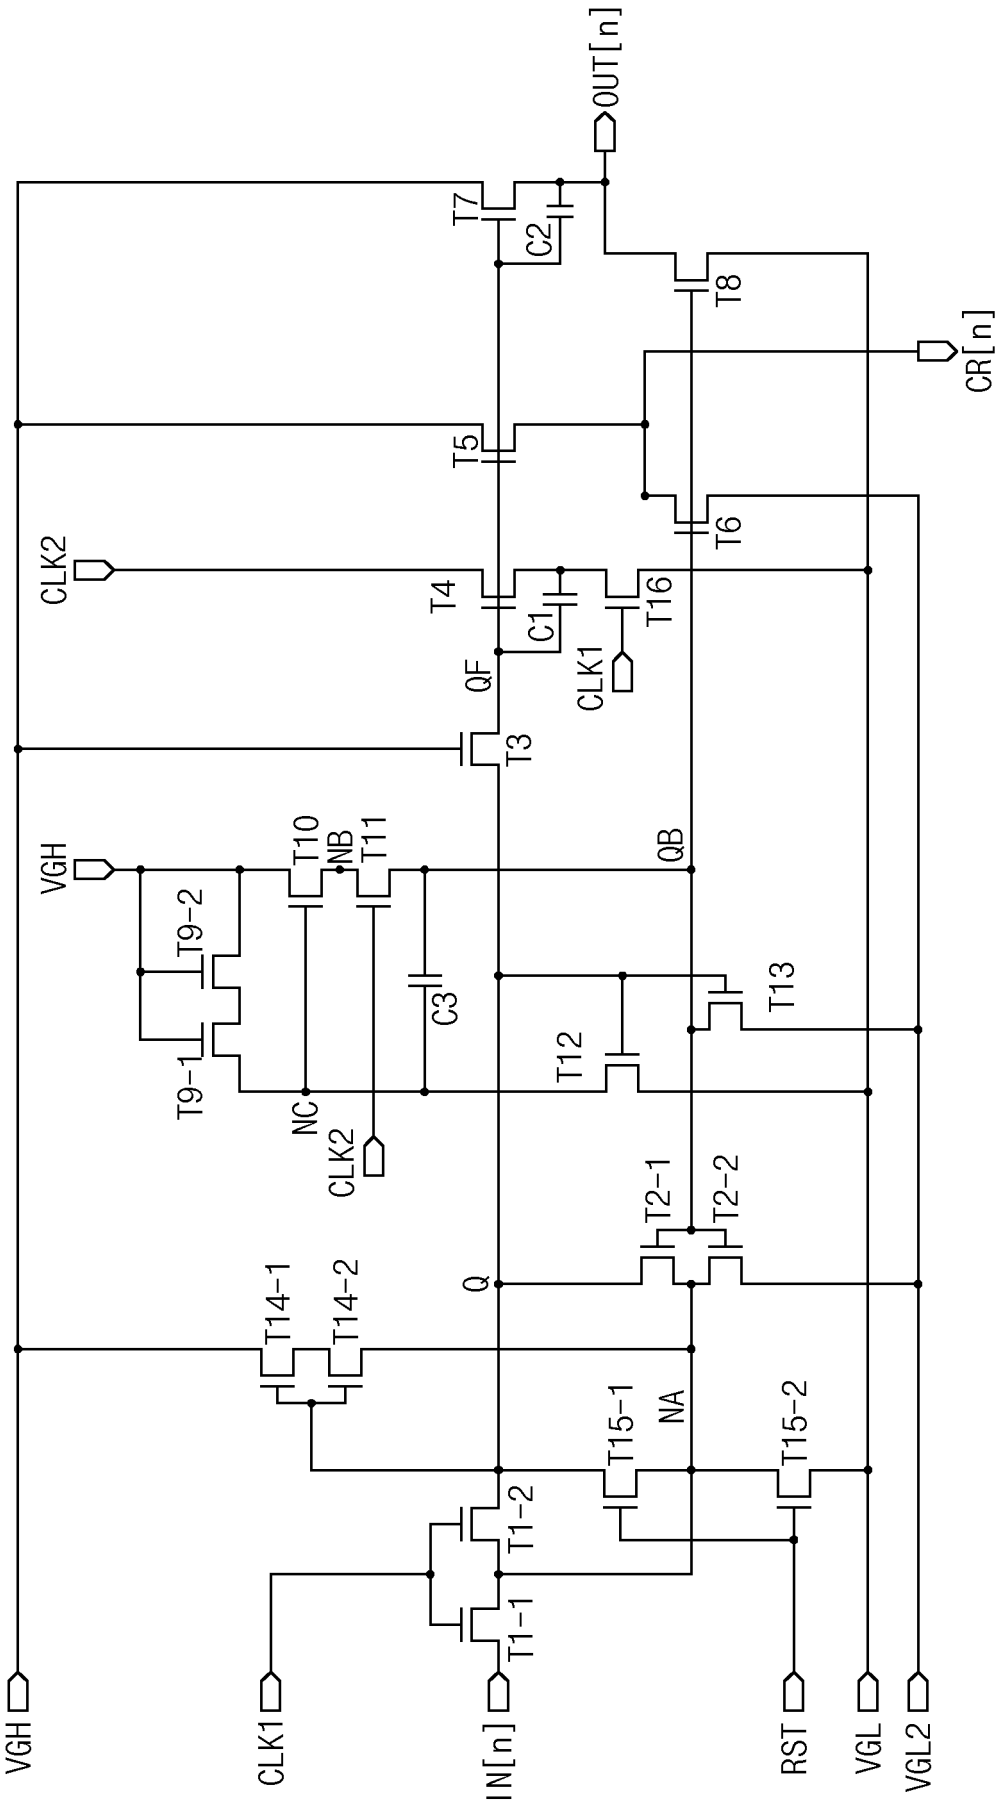 VGH
CLK1
IN[n]
RST
VGL
VGL2
T1-1
T1-2
T14-1
T14-2
T15-1
T15-2
NA
Q
T2-1
T2-2
CLK2
NC
T9-1
T9-2
VGH
T10
NB
T11
C3
T12
T13
QB
T3
QF
CLK1
C1
T16
T4
CLK2
T5
T6
CR[n]
T7
C2
T8
OUT[n]